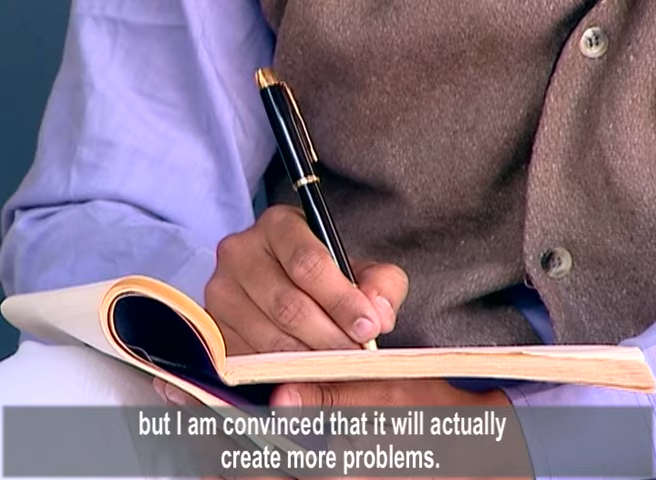 but I am convinced that it will actually
create more problems.